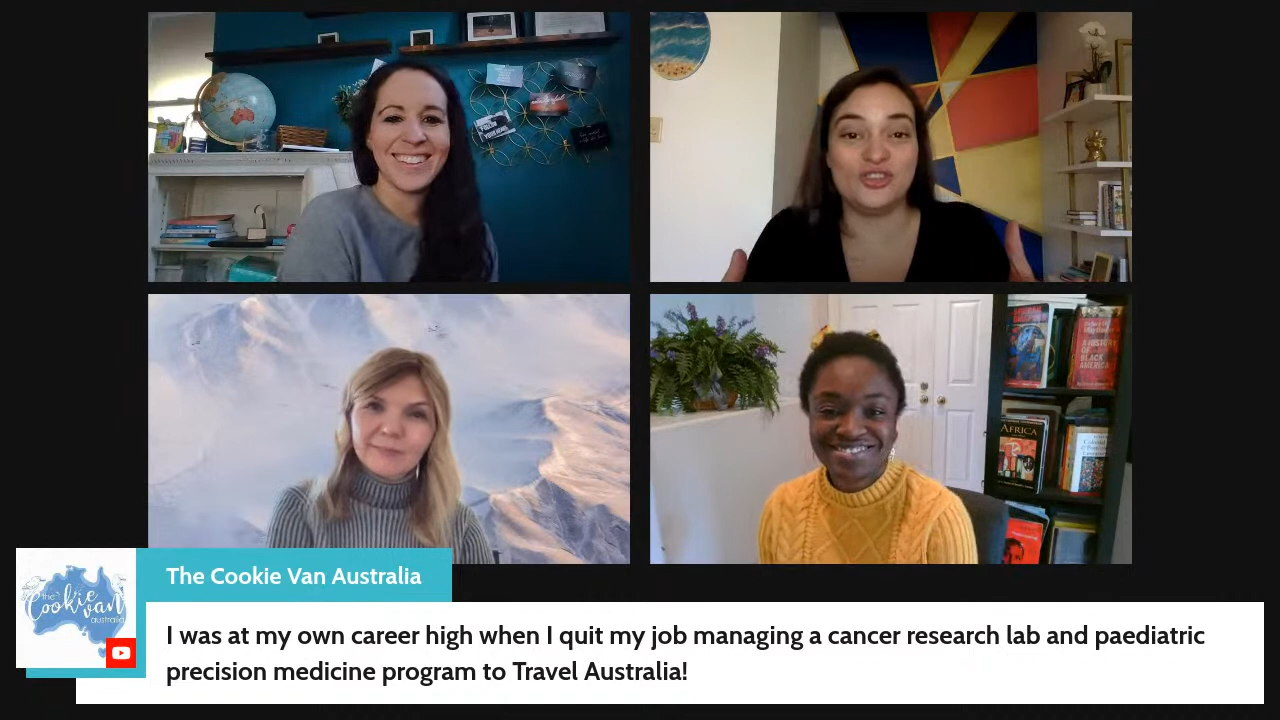 A HISTORY
OF
BLACK
AMERICA
AFRICA
the
Cookie
van
australia
The Cookie Van Australia
I was at my own career high when I quit my job managing a cancer research lab and paediatric
precision medicine program to Travel Australia!